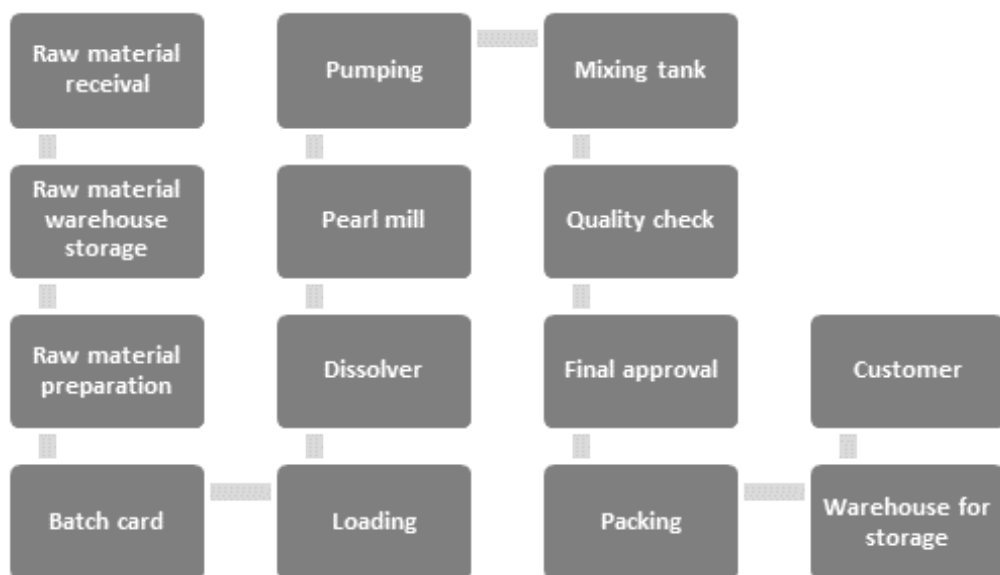 Raw material
receival
Raw material
warehouse
storage
Raw material
preparation
Batch card
Loading
Dissolver
Pearl mill
Pumping
Mixing tank
Quality check
Final approval
Packing
Warehouse for
storage
Customer